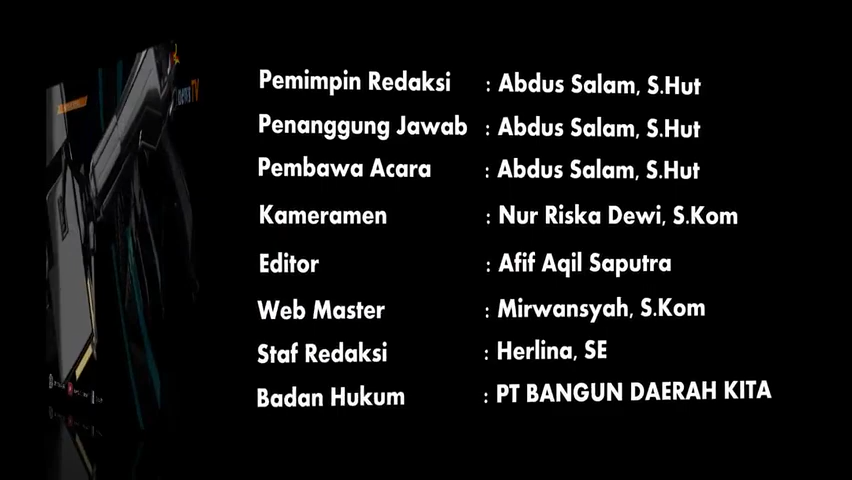 Pemimpin Redaksi : Abdus Salam, S.Hut
Penanggung Jawab : Abdus Salam, S.Hut
Pembawa Acara : Abdus Salam, S.Hut
Kameramen : Nur Riska Dewi, S.Kom
Editor : Afif Aqil Saputra
Web Master : Mirwansyah, S.Kom
Staf Redaksi : Herlina, SE
Badan Hukum : PT BANGUN DAERAH KITA